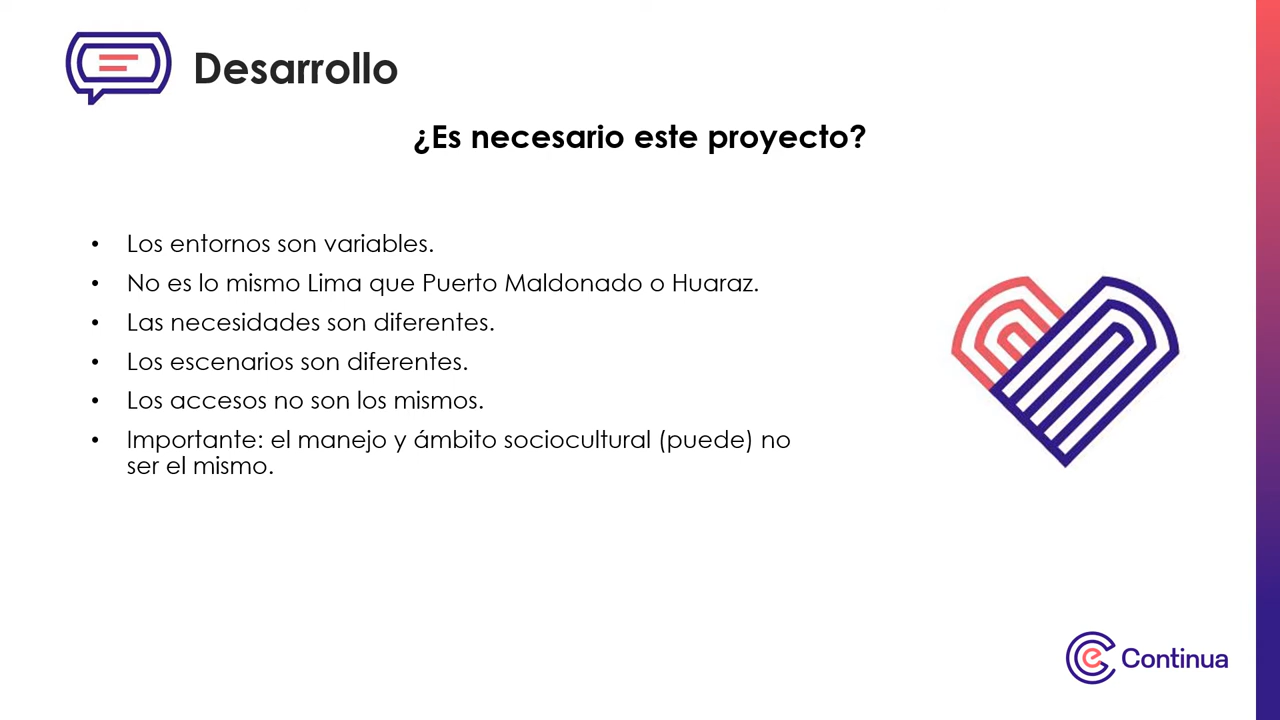 Desarrollo
¿Es necesario este proyecto?
• Los entornos son variables.
• No es lo mismo Lima que Puerto Maldonado o Huaraz.
• Las necesidades son diferentes.
• Los escenarios son diferentes.
• Los accesos no son los mismos.
• Importante: el manejo y ámbito sociocultural (puede) no
ser el mismo.
Continua